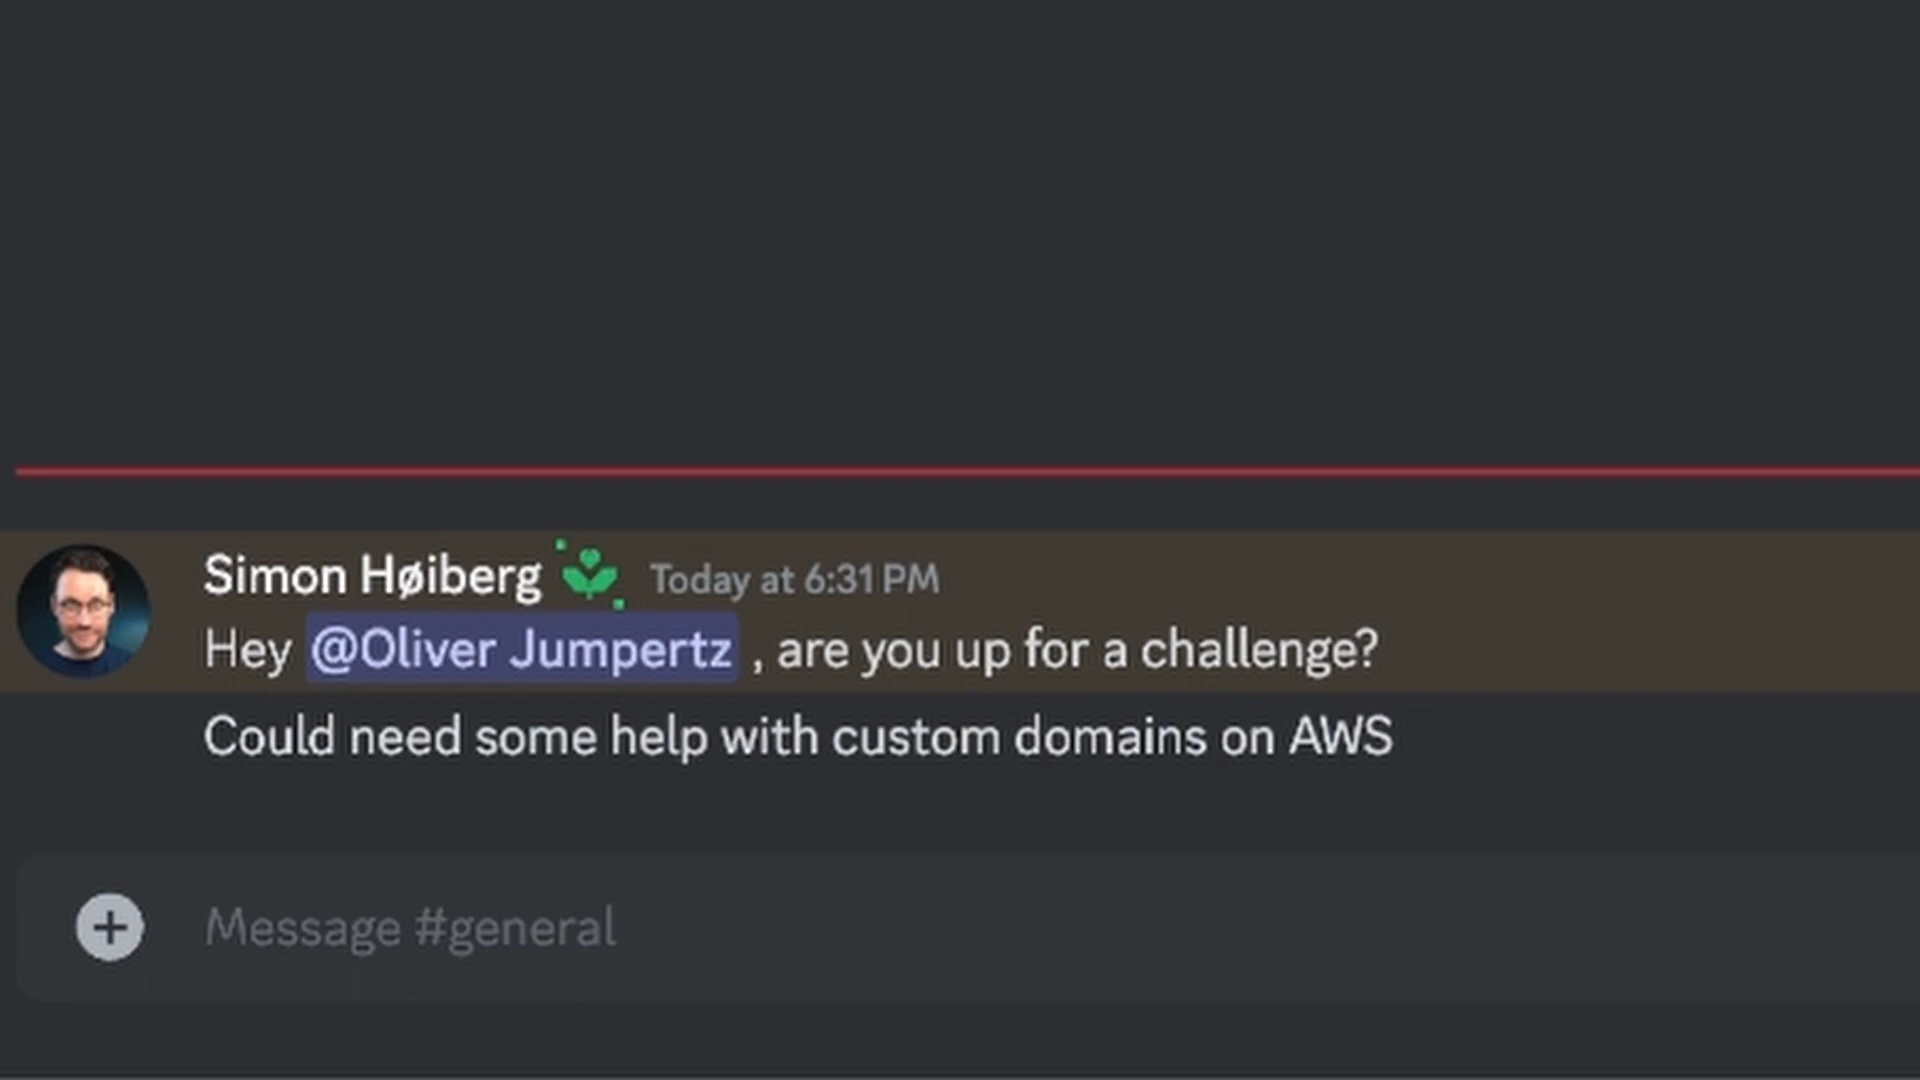 Simon Høiberg Today at 6:31 PM
Hey @Oliver Jumpertz , are you up for a challenge?
Could need some help with custom domains on AWS
Message #general